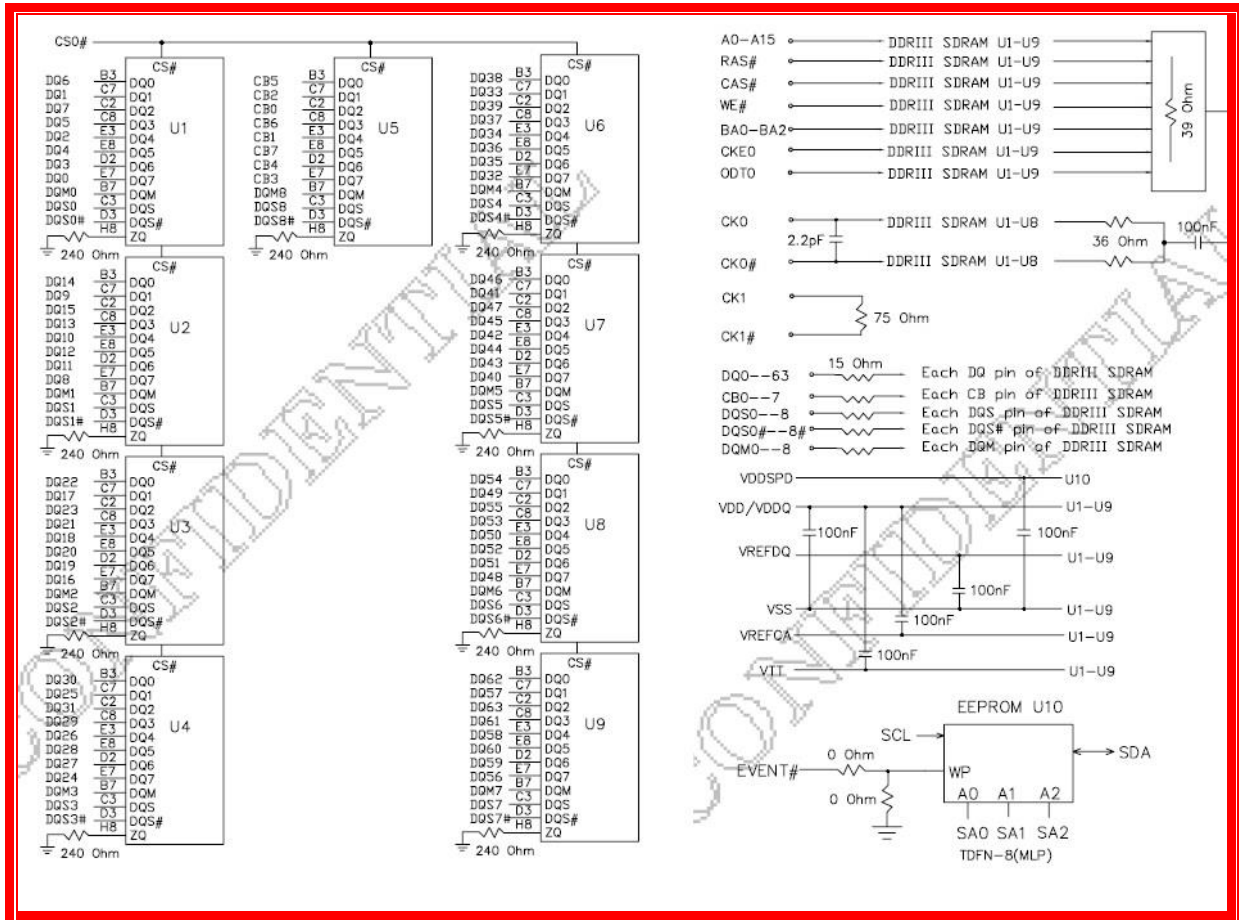 CS0#
CS#
DQ6 B3 DQ0
DQ1 C7 DQ1
DQ7 C2 DQ2
DQ5 C8 DQ3
DQ2 E3 DQ4
DQ4 E8 DQ5
DQ3 D2 DQ6
DQ0 E7 DQ7
DQM0 B7 DQM
DQS0 C3 DQS
DQS0# D3 DQS#
H8 ZQ
U1
240 Ohm
CS#
DQ14 B3 DQ0
DQ9 C7 DQ1
DQ15 C2 DQ2
DQ13 C8 DQ3
DQ10 E3 DQ4
DQ12 E8 DQ5
DQ11 D2 DQ6
DQ8 E7 DQ7
DQM1 B7 DQM
DQS1 C3 DQS
DQS1# D3 DQS#
H8 ZQ
U2
240 Ohm
CS#
DQ22 B3 DQ0
DQ17 C7 DQ1
DQ23 C2 DQ2
DQ21 C8 DQ3
DQ18 E3 DQ4
DQ20 E8 DQ5
DQ19 D2 DQ6
DQ16 E7 DQ7
DQM2 B7 DQM
DQS2 C3 DQS
DQS2# D3 DQS#
H8 ZQ
U3
240 Ohm
CS#
DQ30 B3 DQ0
DQ25 C7 DQ1
DQ31 C2 DQ2
DQ29 C8 DQ3
DQ26 E3 DQ4
DQ28 E8 DQ5
DQ27 D2 DQ6
DQ24 E7 DQ7
DQM3 B7 DQM
DQS3 C3 DQS
DQS3# D3 DQS#
H8 ZQ
U4
240 Ohm
CS#
CB5 B3 DQ0
CB2 C7 DQ1
CB0 C2 DQ2
CB6 C8 DQ3
CB1 E3 DQ4
CB7 E8 DQ5
CB4 D2 DQ6
CB3 E7 DQ7
DQM8 B7 DQM
DQS8 C3 DQS
DQS8# D3 DQS#
H8 ZQ
U5
240 Ohm
CS#
DQ38 B3 DQ0
DQ33 C7 DQ1
DQ39 C2 DQ2
DQ37 C8 DQ3
DQ34 E3 DQ4
DQ36 E8 DQ5
DQ35 D2 DQ6
DQ32 E7 DQ7
DQM4 B7 DQM
DQS4 C3 DQS
DQS4# D3 DQS#
H8 ZQ
U6
240 Ohm
CS#
DQ46 B3 DQ0
DQ41 C7 DQ1
DQ47 C2 DQ2
DQ45 C8 DQ3
DQ42 E3 DQ4
DQ44 E8 DQ5
DQ43 D2 DQ6
DQ40 E7 DQ7
DQM5 B7 DQM
DQS5 C3 DQS
DQS5# D3 DQS#
H8 ZQ
U7
240 Ohm
CS#
DQ54 B3 DQ0
DQ49 C7 DQ1
DQ55 C2 DQ2
DQ53 C8 DQ3
DQ50 E3 DQ4
DQ52 E8 DQ5
DQ51 D2 DQ6
DQ48 E7 DQ7
DQM6 B7 DQM
DQS6 C3 DQS
DQS6# D3 DQS#
H8 ZQ
U8
240 Ohm
CS#
DQ62 B3 DQ0
DQ57 C7 DQ1
DQ63 C2 DQ2
DQ61 C8 DQ3
DQ58 E3 DQ4
DQ60 E8 DQ5
DQ59 D2 DQ6
DQ56 E7 DQ7
DQM7 B7 DQM
DQS7 C3 DQS
DQS7# D3 DQS#
H8 ZQ
U9
240 Ohm
A0-A15 DDRIII SDRAM U1-U9
RAS# DDRIII SDRAM U1-U9
CAS# DDRIII SDRAM U1-U9
WE# DDRIII SDRAM U1-U9
BA0-BA2 DDRIII SDRAM U1-U9
CKE0 DDRIII SDRAM U1-U9
ODT0 DDRIII SDRAM U1-U9
39 Ohm
CK0 DDRIII SDRAM U1-U8
2.2pF
36 Ohm
100nF
CK0# DDRIII SDRAM U1-U8
CK1
75 Ohm
CK1#
15 Ohm
DQ0--63 Each DQ pin of DDRIII SDRAM
CB0--7 Each CB pin of DDRIII SDRAM
DQS0--8 Each DQS pin of DDRIII SDRAM
DQS0#--8# Each DQS# pin of DDRIII SDRAM
DQM0--8 Each DQM pin of DDRIII SDRAM
VDDSPD U10
VDD/VDDQ U1-U9
100nF
100nF
VREFDQ U1-U9
100nF
VSS U1-U9
100nF
VREFCA U1-U9
100nF
VTT U1-U9
EEPROM U10
SCL
SDA
0 Ohm
EVENT#
WP
0 Ohm
A0 A1 A2
SA0 SA1 SA2
TDFN-8(MLP)
CONFIDENTIAL
CONFIDENTIAL